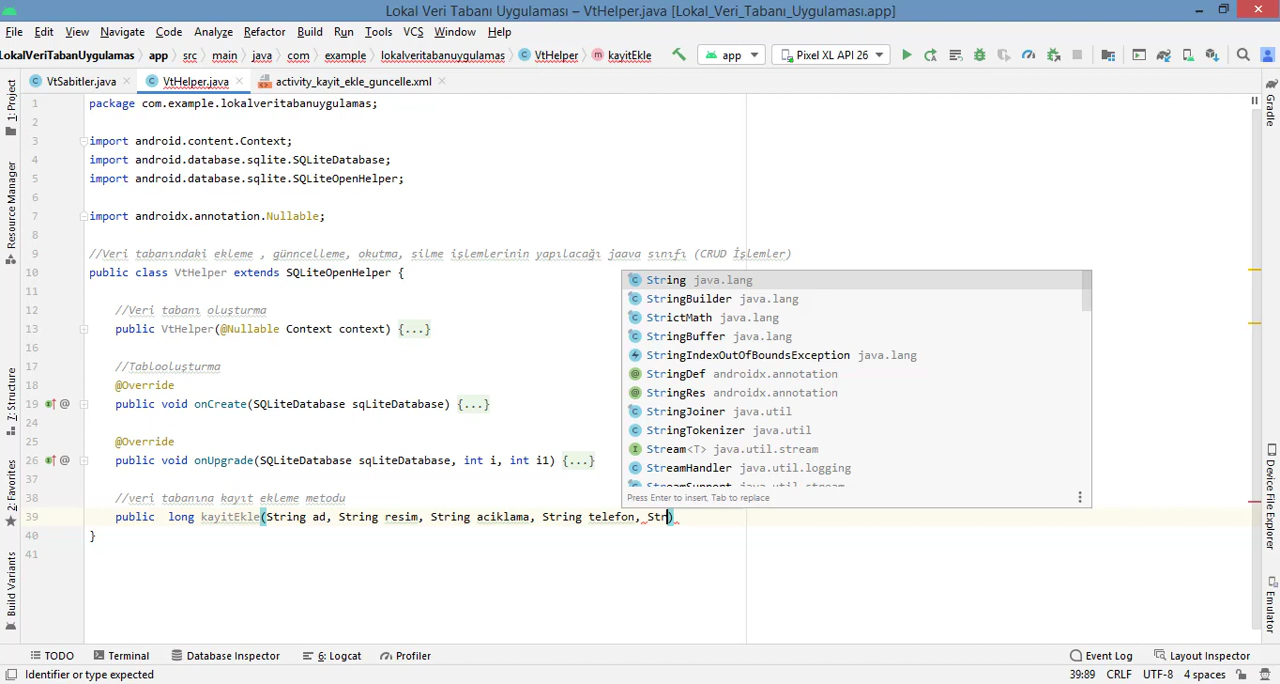 Lokal Veri Tabanı Uygulaması – VtHelper.java [Lokal_Veri_Tabanı_Uygulaması.app]
File Edit View Navigate Code Analyze Refactor Build Run Tools VCS Window Help
LokalVeriTabanUygulamas app src main java com example lokalveritabanuygulamas VtHelper kayitEkle app Pixel XL API 26
VtSabitler.java VtHelper.java activity_kayit_ekle_guncelle.xml
1 package com.example.lokalveritabanuygulamas;
2
3 import android.content.Context;
4 import android.database.sqlite.SQLiteDatabase;
5 import android.database.sqlite.SQLiteOpenHelper;
6
7 import androidx.annotation.Nullable;
8
9 //Veri tabanındaki ekleme , günncelleme, okutma, silme işlemlerinin yapılacağı jaava sınıfı (CRUD İşlemler)
10 public class VtHelper extends SQLiteOpenHelper {
11
12 //Veri tabanı oluşturma
13 public VtHelper(@Nullable Context context) {...}
16
17 //Tablooluşturma
18 @Override
19 public void onCreate(SQLiteDatabase sqLiteDatabase) {...}
24
25 @Override
26 public void onUpgrade(SQLiteDatabase sqLiteDatabase, int i, int i1) {...}
37
38 //veri tabanına kayıt ekleme metodu
39 public long kayitEkle(String ad, String resim, String aciklama, String telefon, Str)
40 }
41
String java.lang
StringBuilder java.lang
StrictMath java.lang
StringBuffer java.lang
StringIndexOutOfBoundsException java.lang
StringDef androidx.annotation
StringRes androidx.annotation
StringJoiner java.util
StringTokenizer java.util
Stream<T> java.util.stream
StreamHandler java.util.logging
StreamSupport java.util.stream
Press Enter to insert, Tab to replace
1: Project
Resource Manager
7: Structure
2: Favorites
Build Variants
Gradle
Device File Explorer
Emulator
TODO Terminal Database Inspector 6: Logcat Profiler Event Log Layout Inspector
Identifier or type expected 39:89 CRLF UTF-8 4 spaces